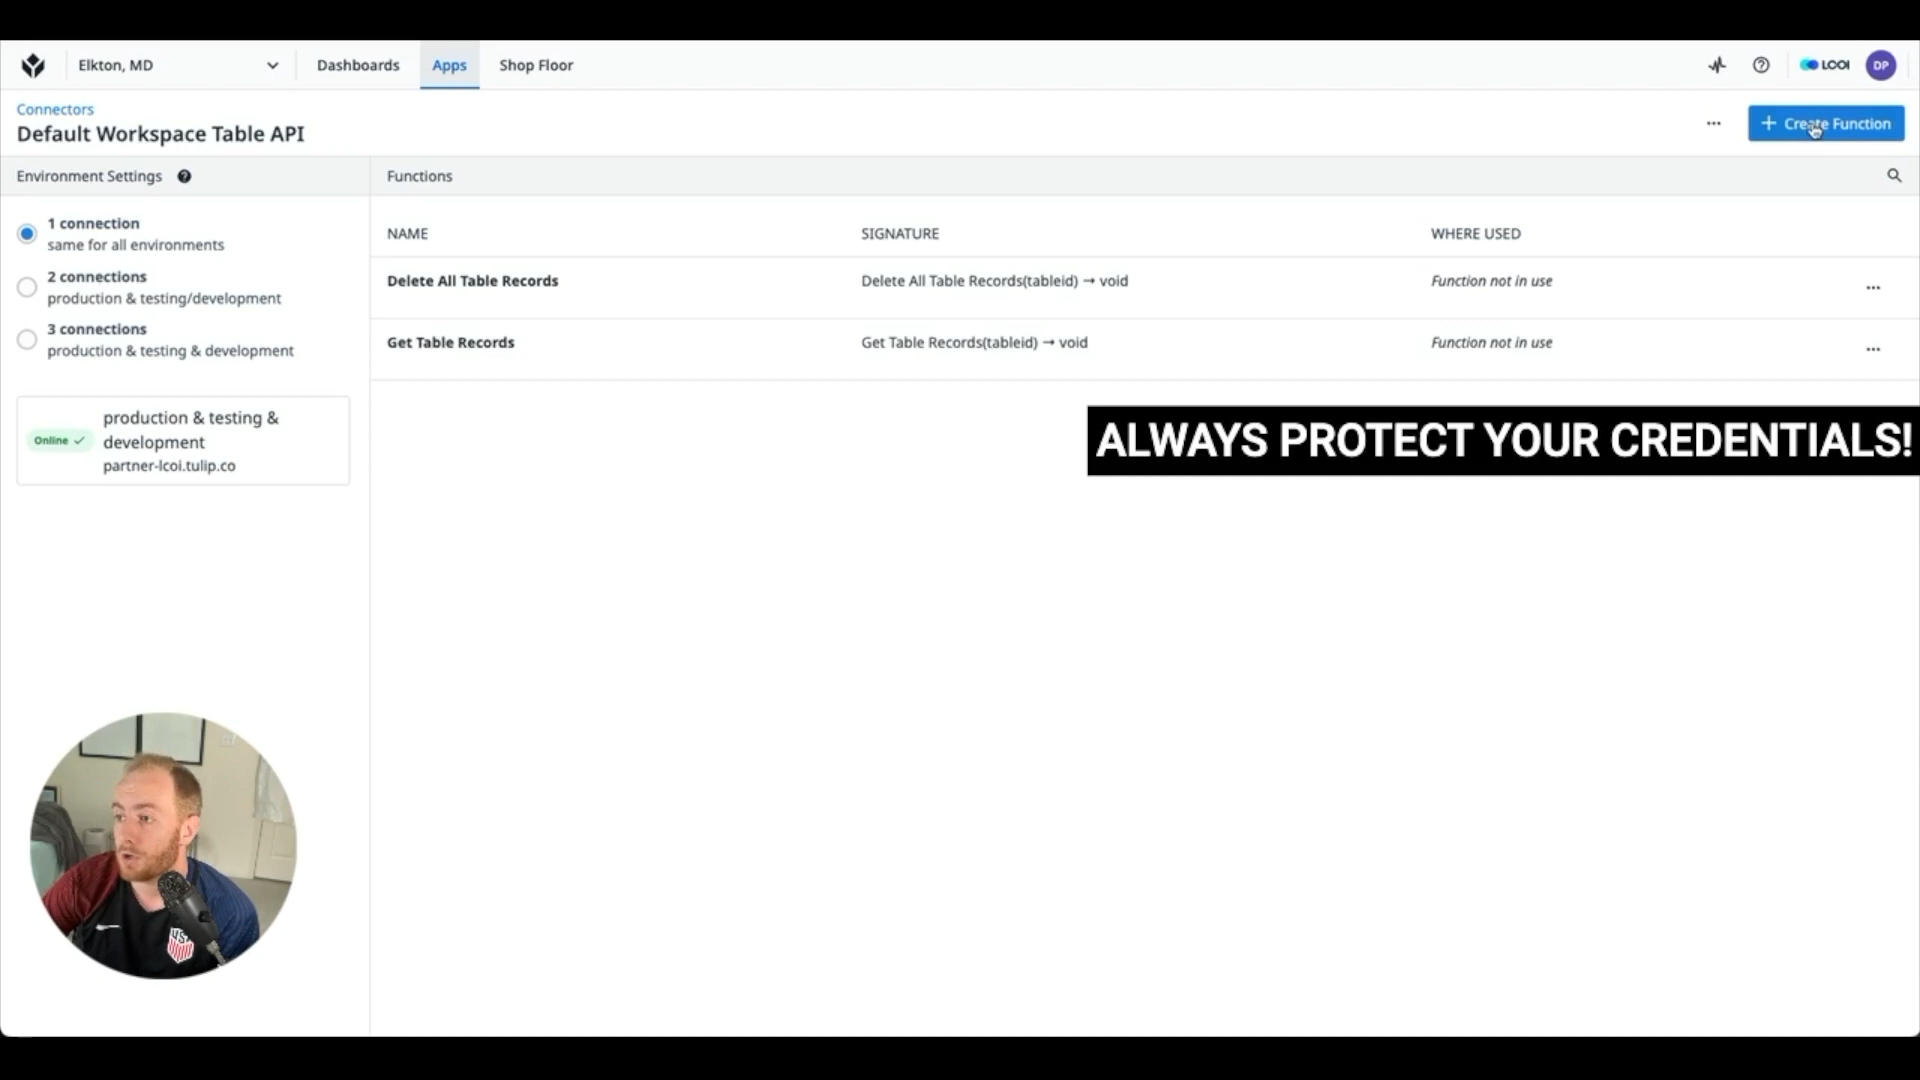 Elkton, MD
Dashboards
Apps
Shop Floor
LCOI
DP
Connectors
Default Workspace Table API
Create Function
Environment Settings
Functions
1 connection
same for all environments
2 connections
production & testing/development
3 connections
production & testing & development
Online
production & testing &
development
partner-lcoi.tulip.co
NAME
SIGNATURE
WHERE USED
Delete All Table Records
Delete All Table Records(tableid) → void
Function not in use
Get Table Records
Get Table Records(tableid) → void
Function not in use
ALWAYS PROTECT YOUR CREDENTIALS!
US